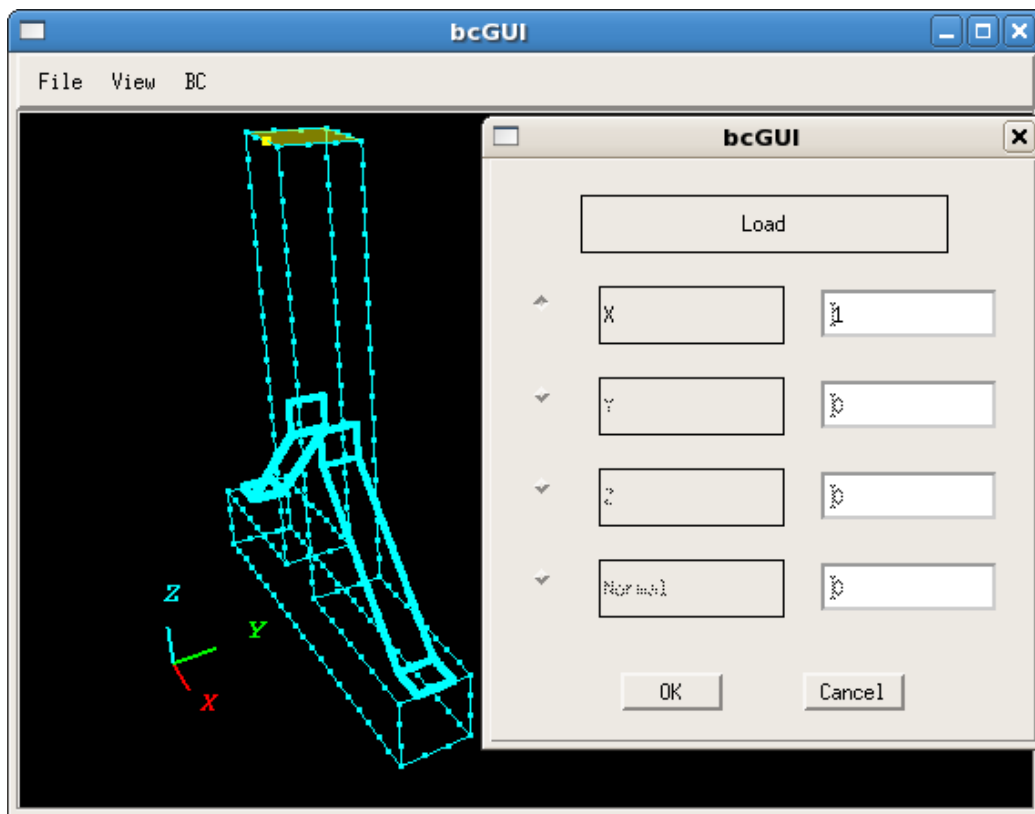 bcGUI
File View BC
bcGUI
Load
X 1
Y 0
Z 0
Normal 0
OK Cancel
Z
Y
X